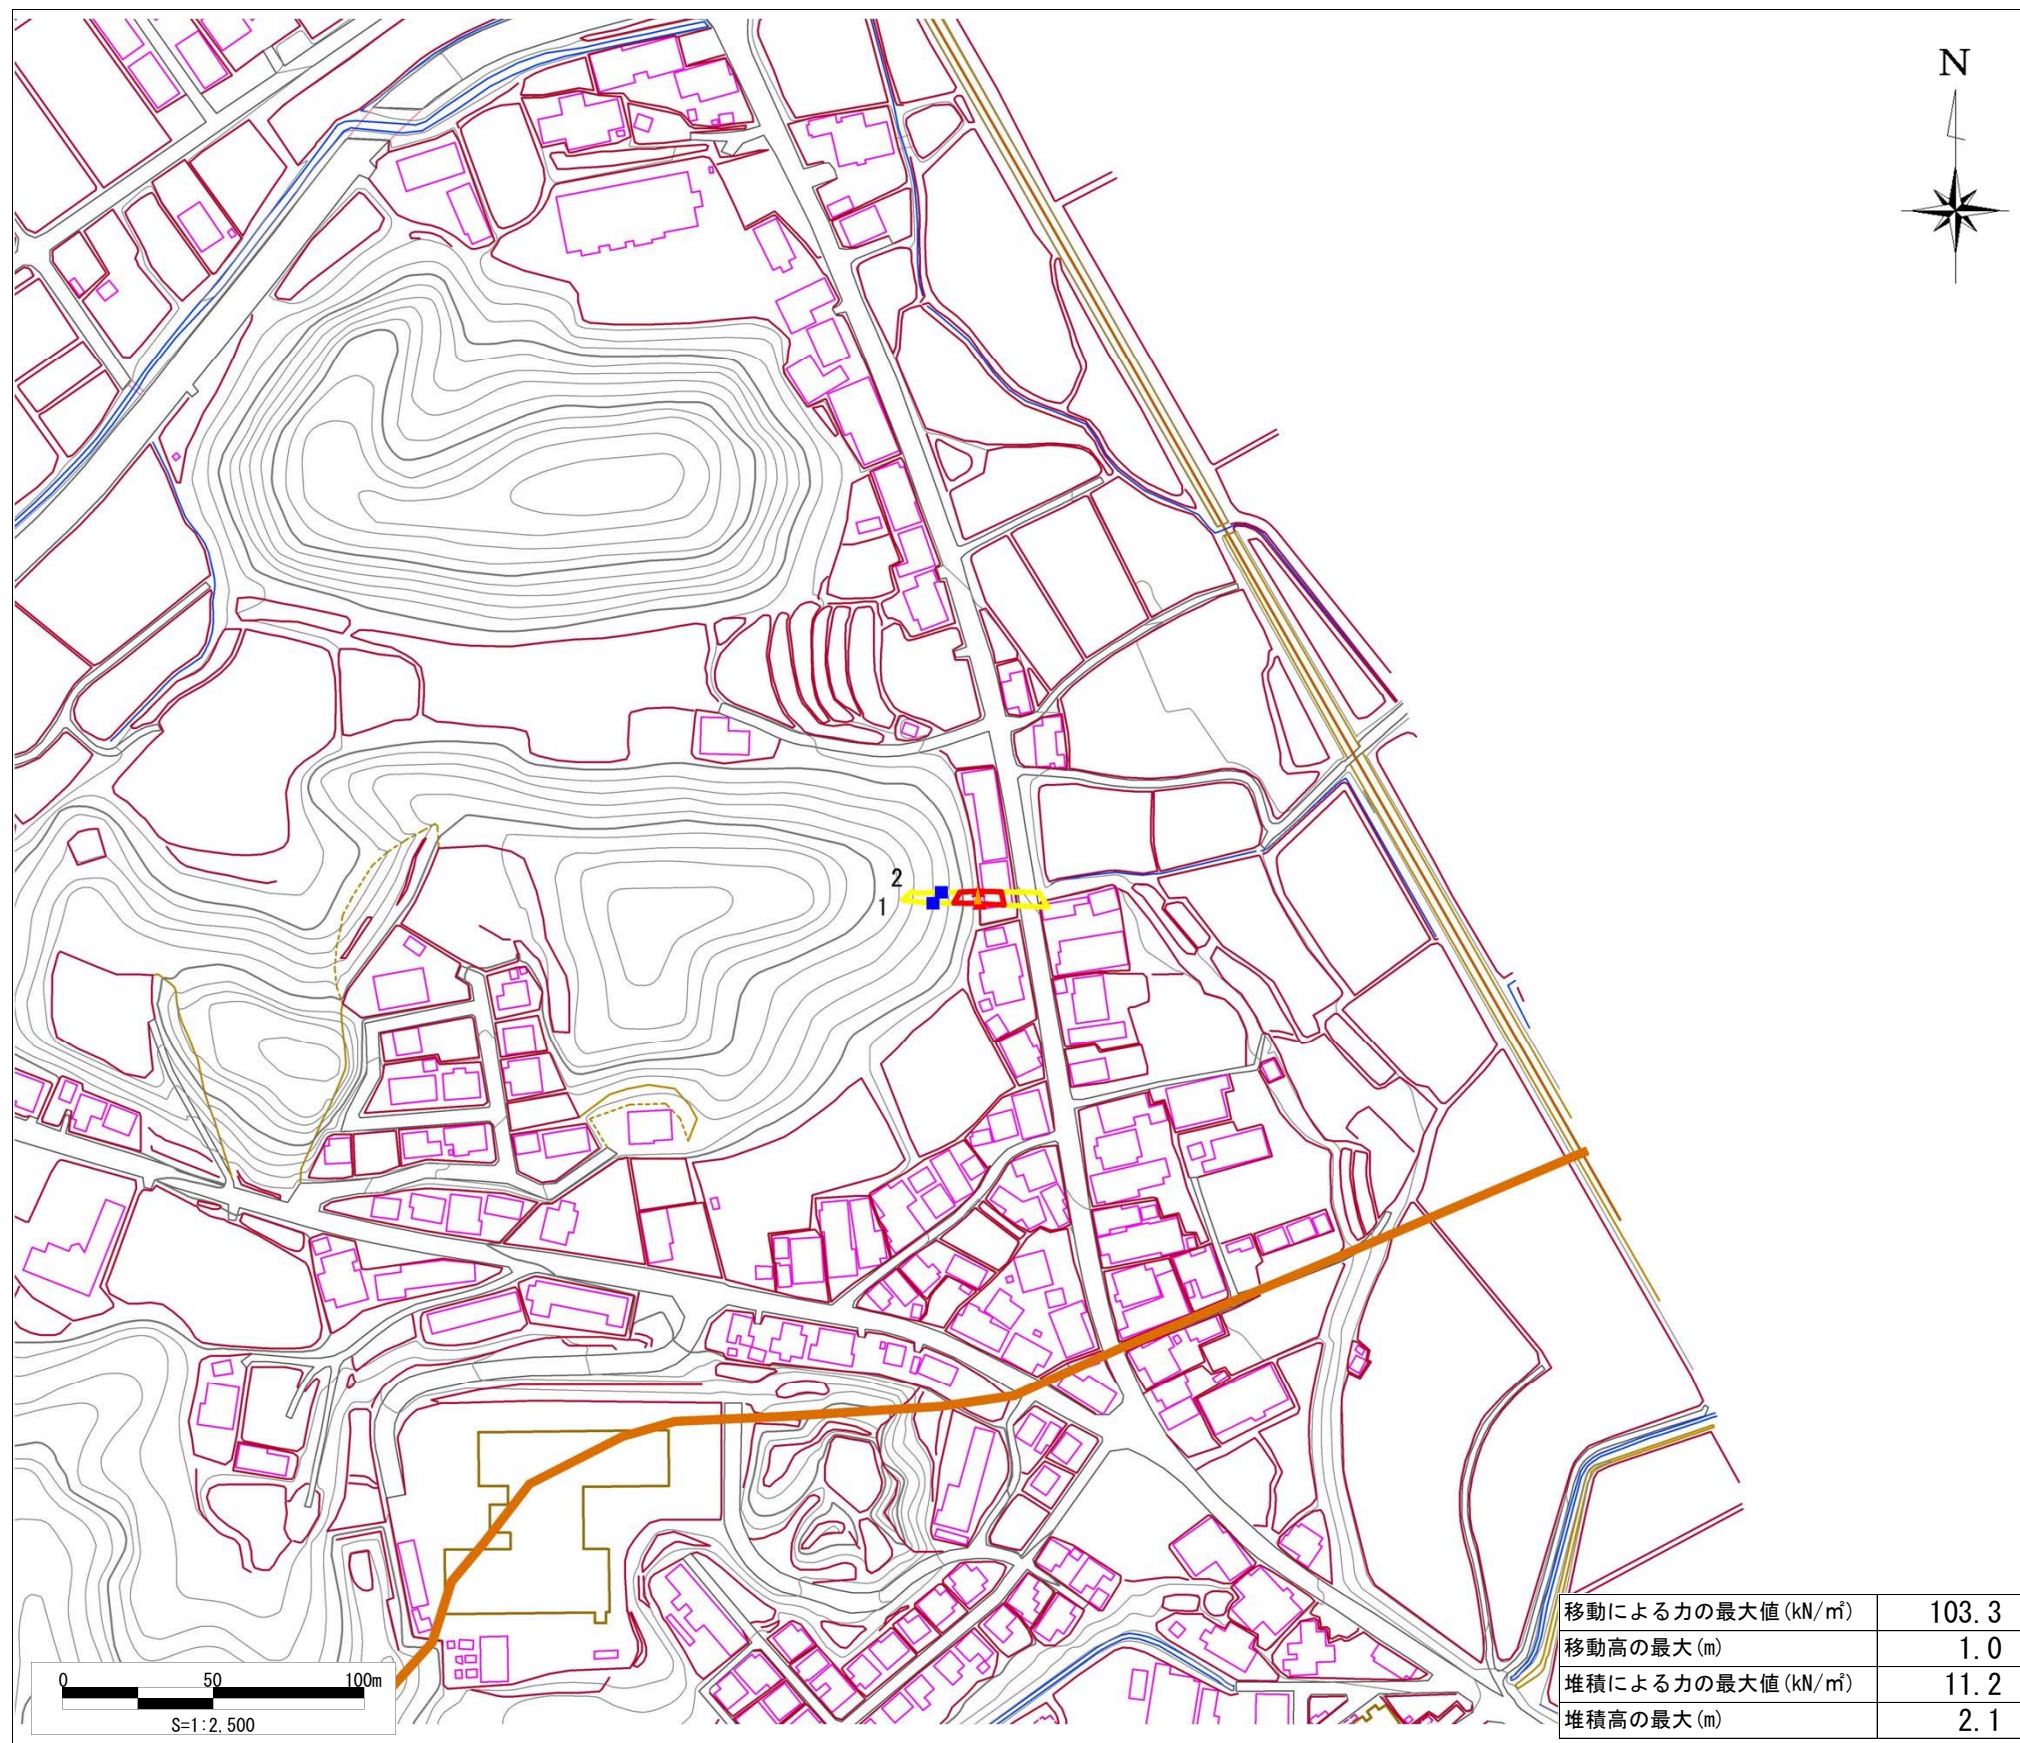 N
2
1
0 50 100m
S=1:2,500
移動による力の最大値(kN/㎡) 103.3
移動高の最大(m) 1.0
堆積による力の最大値(kN/㎡) 11.2
堆積高の最大(m) 2.1